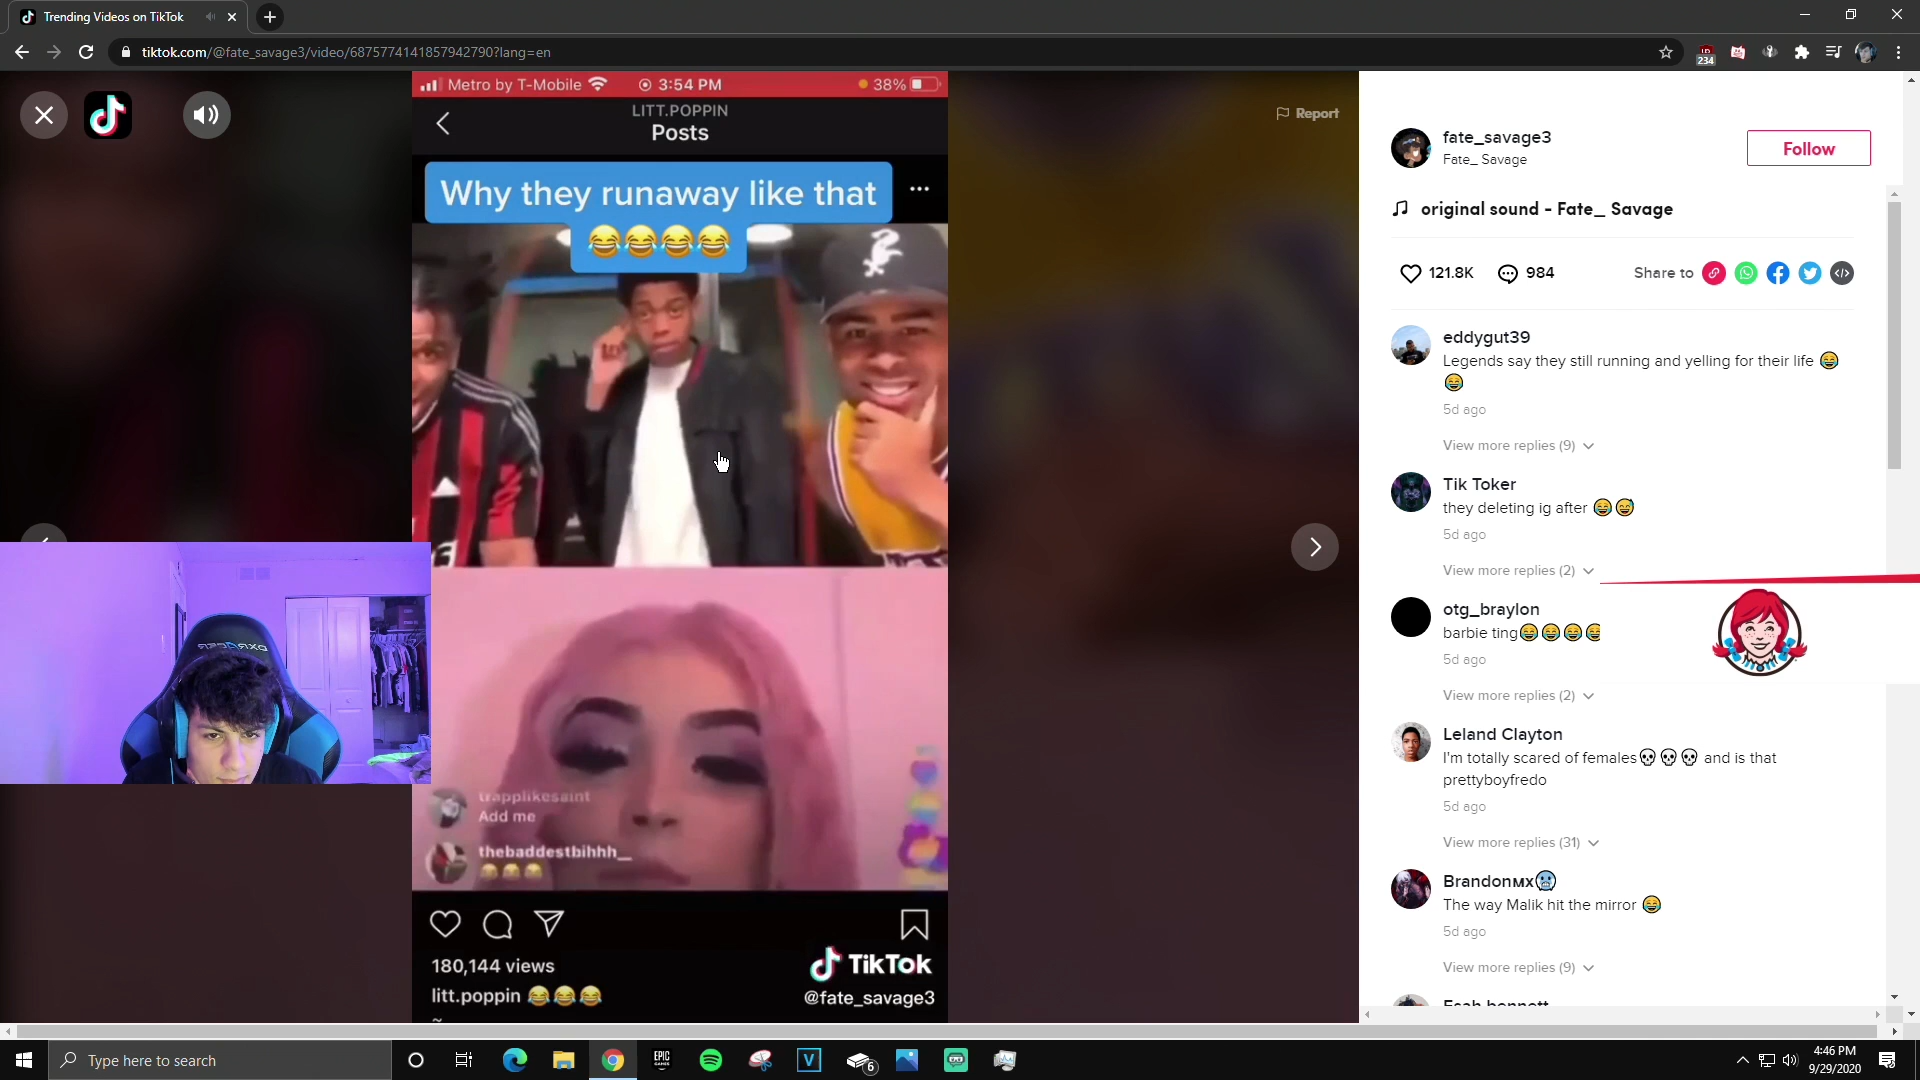 Trending Videos on TikTok
tiktok.com/@fate_savage3/video/6875774141857942790?lang=en
234
Metro by T-Mobile
3:54 PM
38%
LITT.POPPIN
Posts
Why they runaway like that
😂😂😂😂
trapplikesaint
Add me
thebaddestbihhh_
😂😂😂
180,144 views
litt.poppin 😂😂😂
TikTok
@fate_savage3
Report
fate_savage3
Fate_ Savage
Follow
original sound - Fate_ Savage
121.8K
984
Share to
eddygut39
Legends say they still running and yelling for their life 😂
😂
5d ago
View more replies (9)
Tik Toker
they deleting ig after 😂😅
5d ago
View more replies (2)
otg_braylon
barbie ting😂😂😂😂
5d ago
View more replies (2)
Leland Clayton
I'm totally scared of females💀💀💀 and is that
prettyboyfredo
5d ago
View more replies (31)
Brandonмx🥶
The way Malik hit the mirror 😂
5d ago
View more replies (9)
DXRACER
Type here to search
EPIC
GAMES
V
6
4:46 PM
9/29/2020